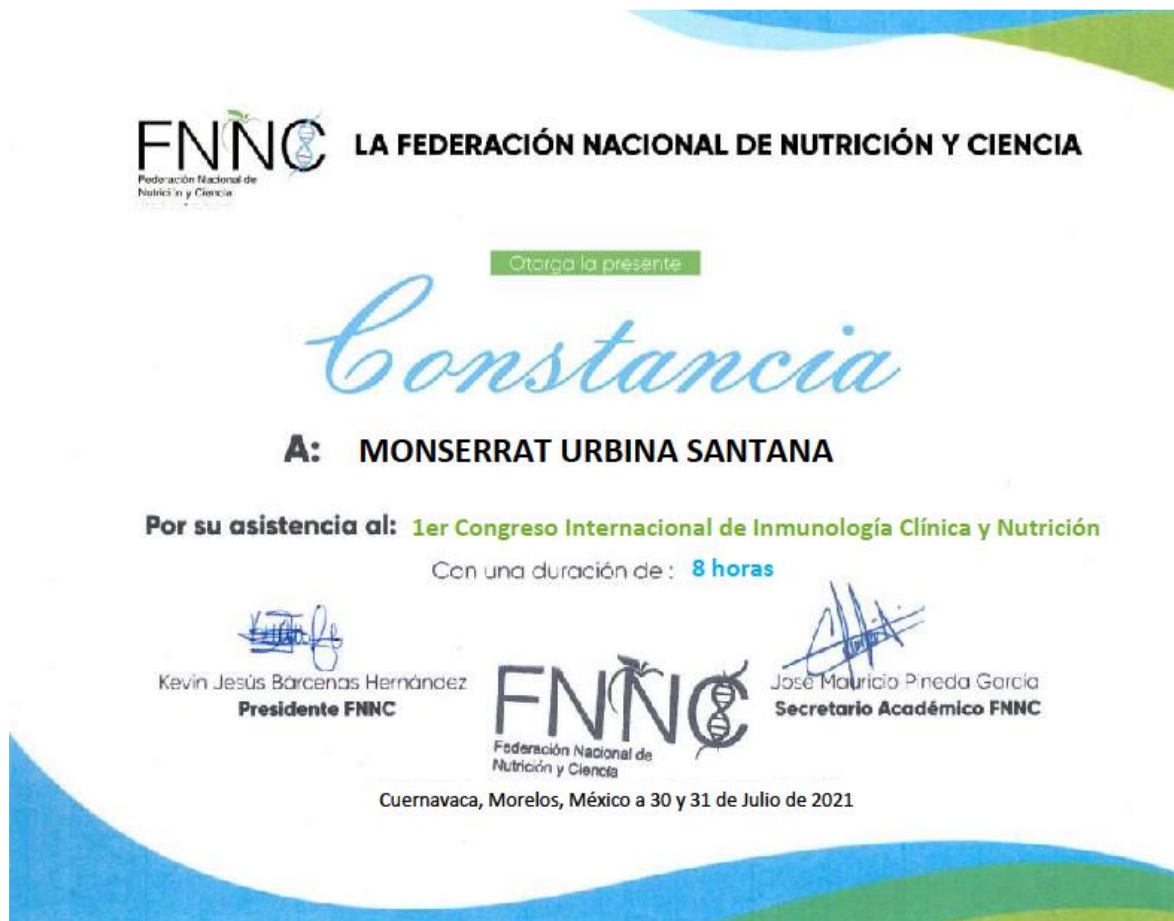 FNNC
Federación Nacional de
Nutrición y Ciencia
LA FEDERACIÓN NACIONAL DE NUTRICIÓN Y CIENCIA
Otorga la presente
Constancia
A: MONSERRAT URBINA SANTANA
Por su asistencia al: 1er Congreso Internacional de Inmunología Clínica y Nutrición
Con una duración de : 8 horas
Kevin Jesús Bárcenas Hernández
Presidente FNNC
José Mauricio Pineda García
Secretario Académico FNNC
FNNC
Federación Nacional de
Nutrición y Ciencia
Cuernavaca, Morelos, México a 30 y 31 de Julio de 2021